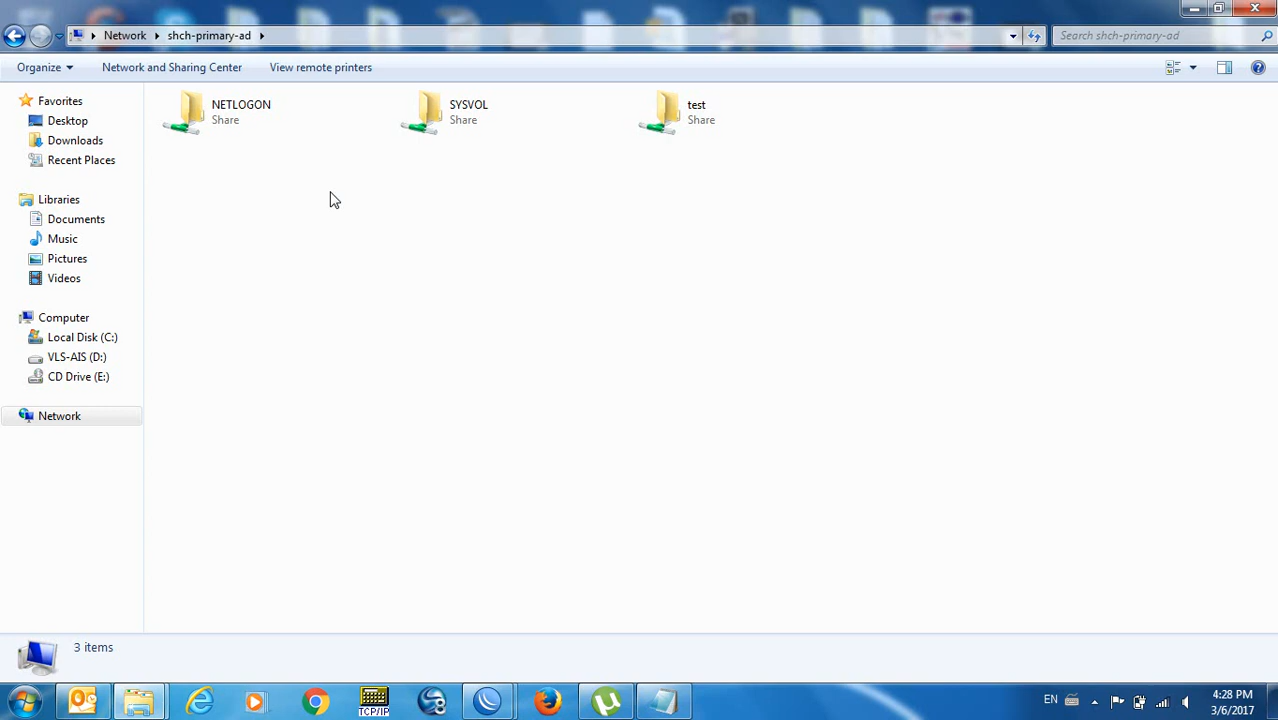 Network shch-primary-ad
Search shch-primary-ad
Organize Network and Sharing Center View remote printers
Favorites
Desktop
Downloads
Recent Places
Libraries
Documents
Music
Pictures
Videos
Computer
Local Disk (C:)
VLS-AIS (D:)
CD Drive (E:)
Network
NETLOGON
Share
SYSVOL
Share
test
Share
3 items
TCP/IP
EN
4:28 PM
3/6/2017